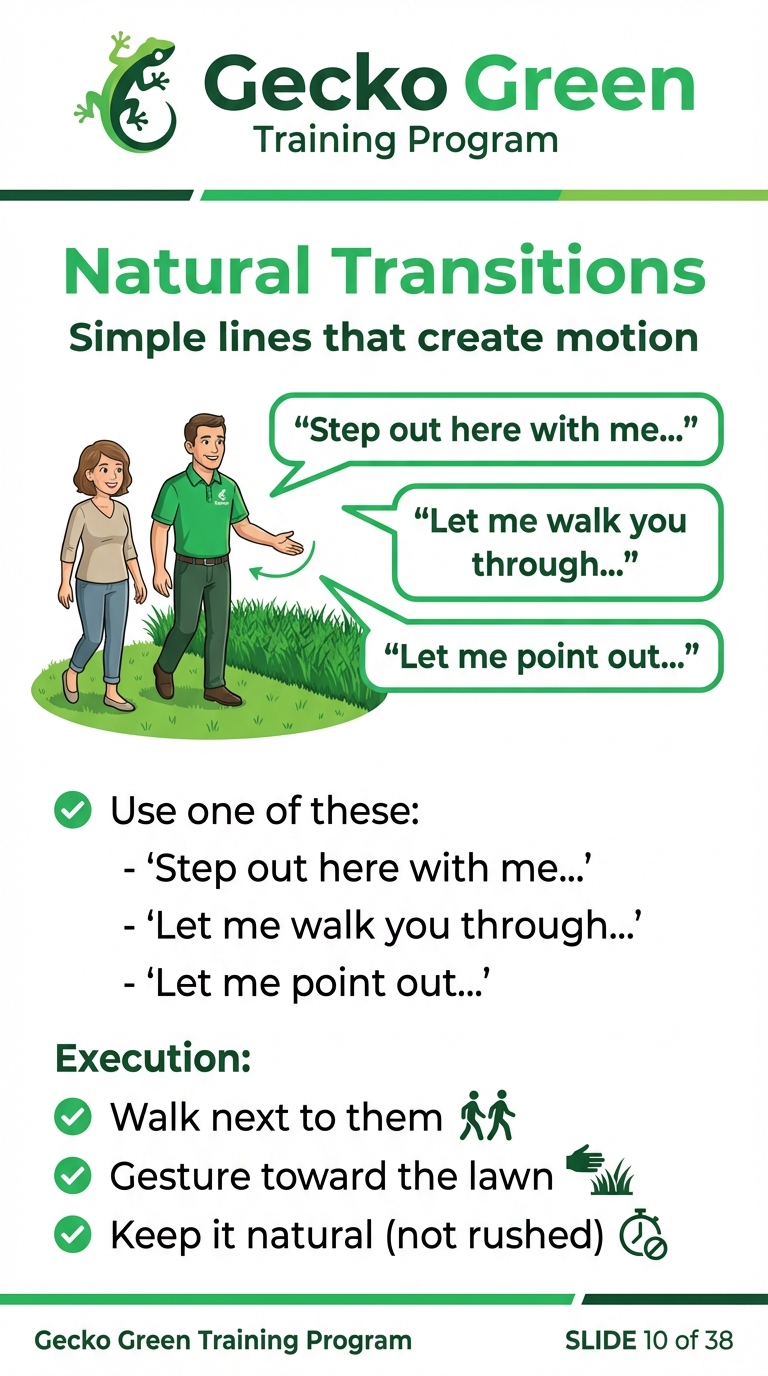 Gecko Green
Training Program
Natural Transitions
Simple lines that create motion
“Step out here with me...”
“Let me walk you
through...”
“Let me point out...”
Use one of these:
- ‘Step out here with me...’
- ‘Let me walk you through...’
- ‘Let me point out...’
Execution:
Walk next to them
Gesture toward the lawn
Keep it natural (not rushed)
Gecko Green Training Program
SLIDE 10 of 38